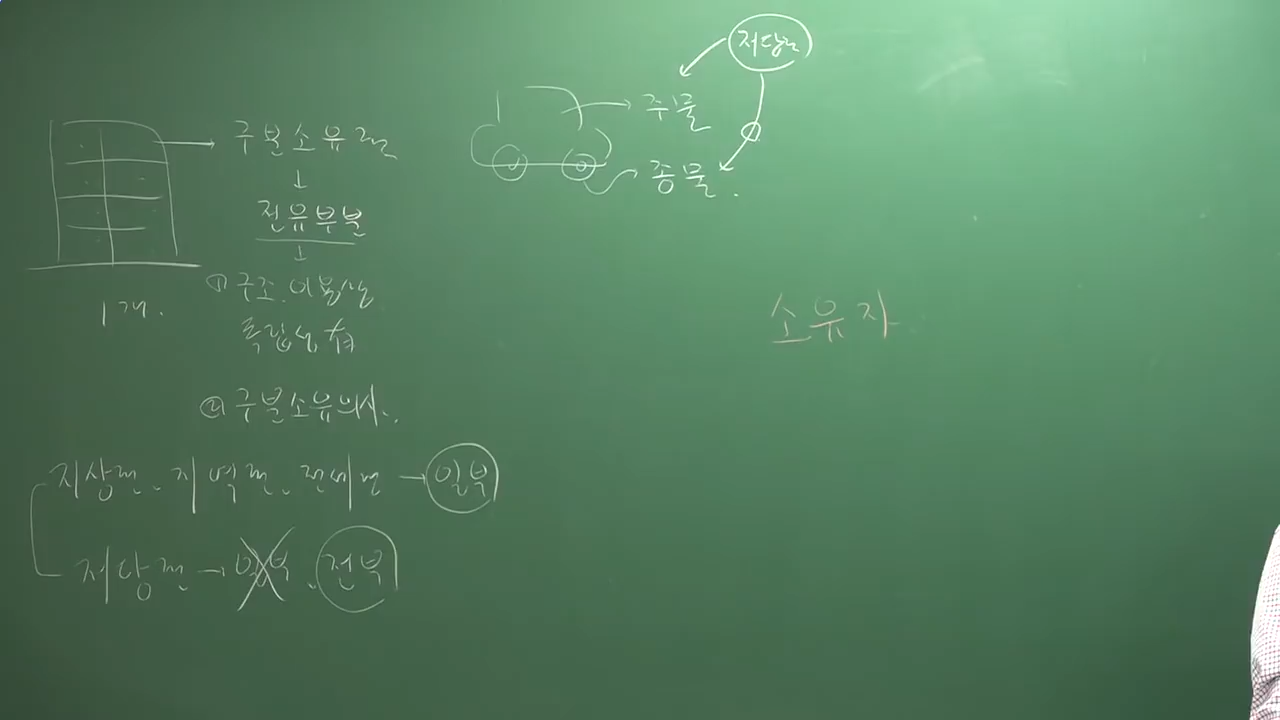 구분소유권
↓
전유부분
↓
① 구조.이용상
독립성 有
② 구분소유의사..
1개.
저당권
주물
종물.
소유자
지상권、지역권、전세권 → 일부
저당권 → 일부、전부